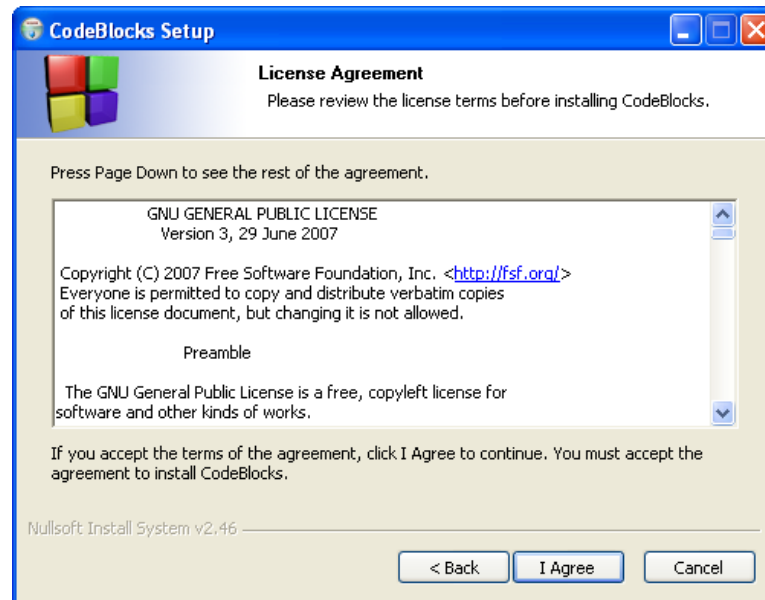 CodeBlocks Setup
License Agreement
Please review the license terms before installing CodeBlocks.
Press Page Down to see the rest of the agreement.
GNU GENERAL PUBLIC LICENSE
Version 3, 29 June 2007
Copyright (C) 2007 Free Software Foundation, Inc. <http://fsf.org/>
Everyone is permitted to copy and distribute verbatim copies
of this license document, but changing it is not allowed.
Preamble
The GNU General Public License is a free, copyleft license for
software and other kinds of works.
If you accept the terms of the agreement, click I Agree to continue. You must accept the
agreement to install CodeBlocks.
Nullsoft Install System v2.46
< Back I Agree Cancel